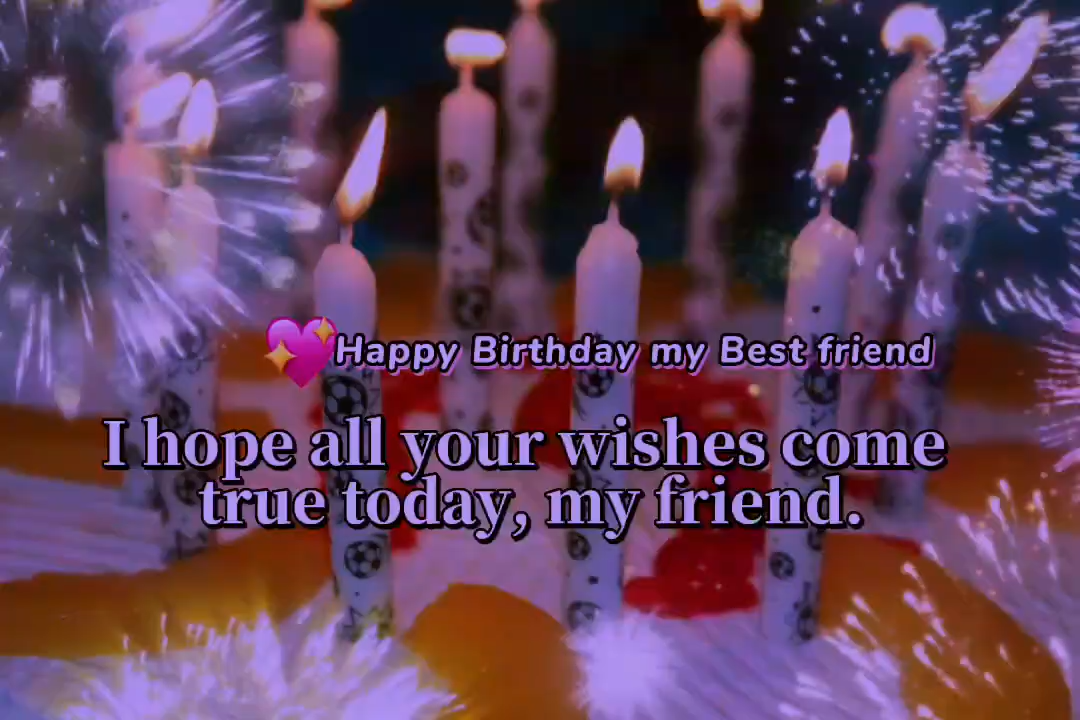 💖Happy Birthday my Best friend
I hope all your wishes come
true today, my friend.